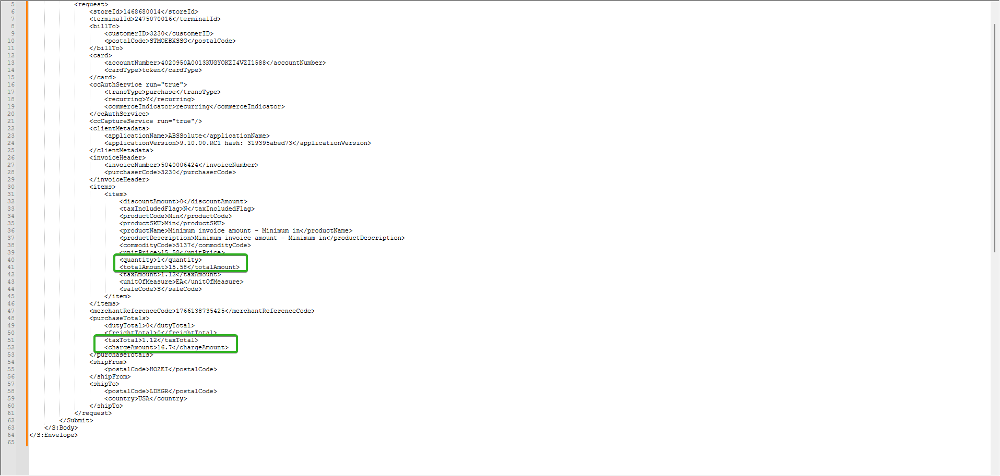 5 <request>
6 <storeId>1468680014</storeId>
7 <terminalId>2475070016</terminalId>
8 <billTo>
9 <customerID>3230</customerID>
10 <postalCode>STMQEBXSSG</postalCode>
11 </billTo>
12 <card>
13 <accountNumber>4020950A0013KUGYOKZI4VZI1588</accountNumber>
14 <cardType>token</cardType>
15 </card>
16 <ccAuthService run="true">
17 <transType>purchase</transType>
18 <recurring>Y</recurring>
19 <commerceIndicator>recurring</commerceIndicator>
20 </ccAuthService>
21 <ccCaptureService run="true"/>
22 <clientMetadata>
23 <applicationName>ABSSolute</applicationName>
24 <applicationVersion>9.10.00.RC1 hash: 319395abed73</applicationVersion>
25 </clientMetadata>
26 <invoiceHeader>
27 <invoiceNumber>5040006424</invoiceNumber>
28 <purchaserCode>3230</purchaserCode>
29 </invoiceHeader>
30 <items>
31 <item>
32 <discountAmount>0</discountAmount>
33 <taxIncludedFlag>N</taxIncludedFlag>
34 <productCode>Min</productCode>
35 <productSKU>Min</productSKU>
36 <productName>Minimum invoice amount - Minimum in</productName>
37 <productDescription>Minimum invoice amount - Minimum in</productDescription>
38 <commodityCode>5137</commodityCode>
39 <unitPrice>15.58</unitPrice>
40 <quantity>1</quantity>
41 <totalAmount>15.58</totalAmount>
42 <taxAmount>1.12</taxAmount>
43 <unitOfMeasure>EA</unitOfMeasure>
44 <saleCode>S</saleCode>
45 </item>
46 </items>
47 <merchantReferenceCode>1766138735425</merchantReferenceCode>
48 <purchaseTotals>
49 <dutyTotal>0</dutyTotal>
50 <freightTotal>0</freightTotal>
51 <taxTotal>1.12</taxTotal>
52 <chargeAmount>16.7</chargeAmount>
53 </purchaseTotals>
54 <shipFrom>
55 <postalCode>HOZEI</postalCode>
56 </shipFrom>
57 <shipTo>
58 <postalCode>LDHGR</postalCode>
59 <country>USA</country>
60 </shipTo>
61 </request>
62 </Submit>
63 </S:Body>
64 </S:Envelope>
65